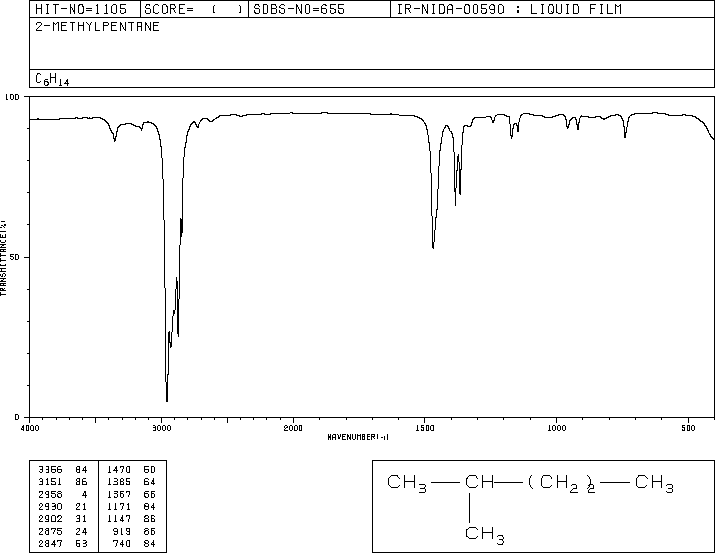 HIT-NO=1105 SCORE= ( ) SDBS-NO=655 IR-NIDA-00590 : LIQUID FILM
2-METHYLPENTANE
C6H14
100
50
0
TRANSMITTANCE(%)
4000 3000 2000 1500 1000 500
WAVENUMBER(-1)
3366 84 1470 50
3151 86 1385 64
2958 4 1367 66
2930 21 1171 84
2902 31 1147 86
2875 24 919 86
2847 53 740 84
CH3 CH (CH2)2 CH3
CH3